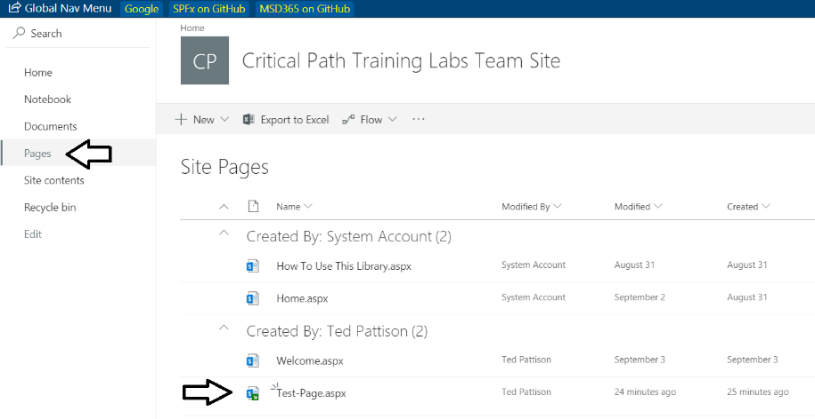 Global Nav Menu Google SPFx on GitHub MSD365 on GitHub
Search
Home
Notebook
Documents
Pages
Site contents
Recycle bin
Edit
Home
CP Critical Path Training Labs Team Site
New Export to Excel Flow ...
Site Pages
Name Modified By Modified Created
Created By: System Account (2)
How To Use This Library.aspx System Account August 31 August 31
Home.aspx System Account September 2 August 31
Created By: Ted Pattison (2)
Welcome.aspx Ted Pattison September 3 September 3
Test-Page.aspx Ted Pattison 24 minutes ago 25 minutes ago